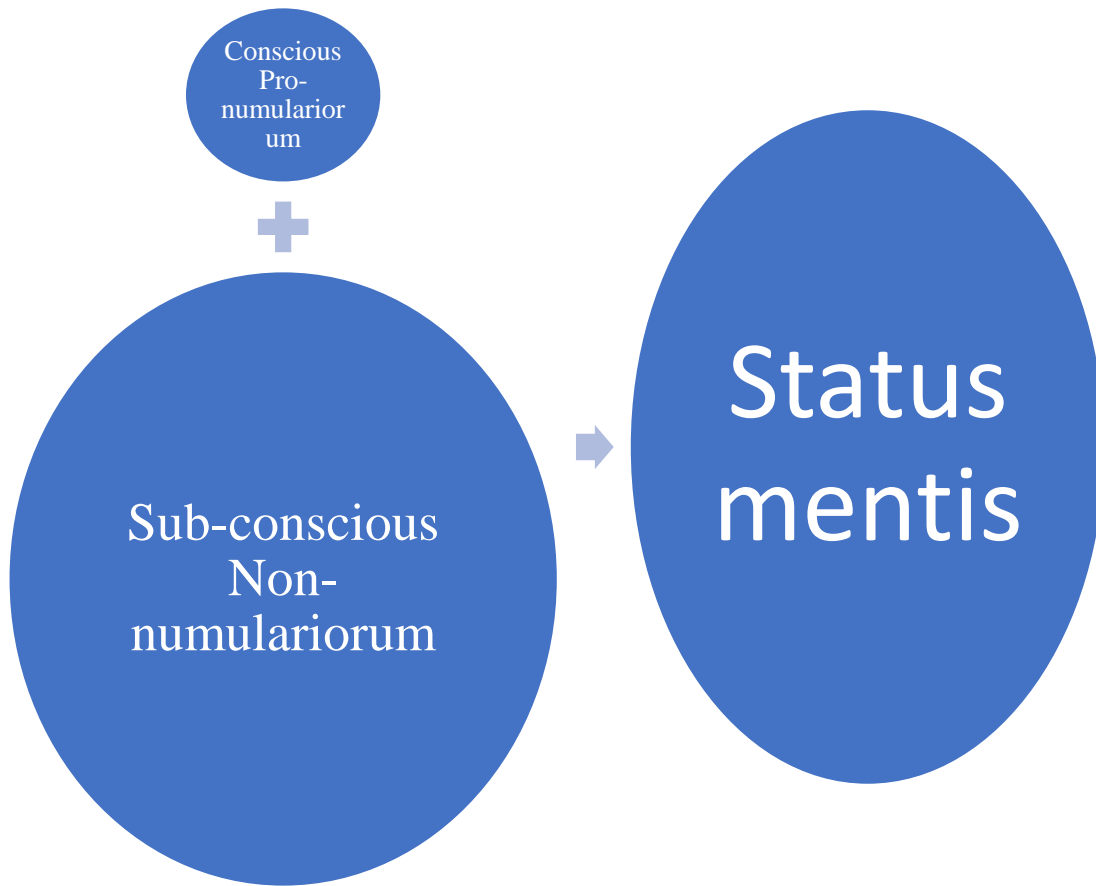 Conscious
Pro-
numularior
um
Sub-conscious
Non-
numulariorum
Status
mentis